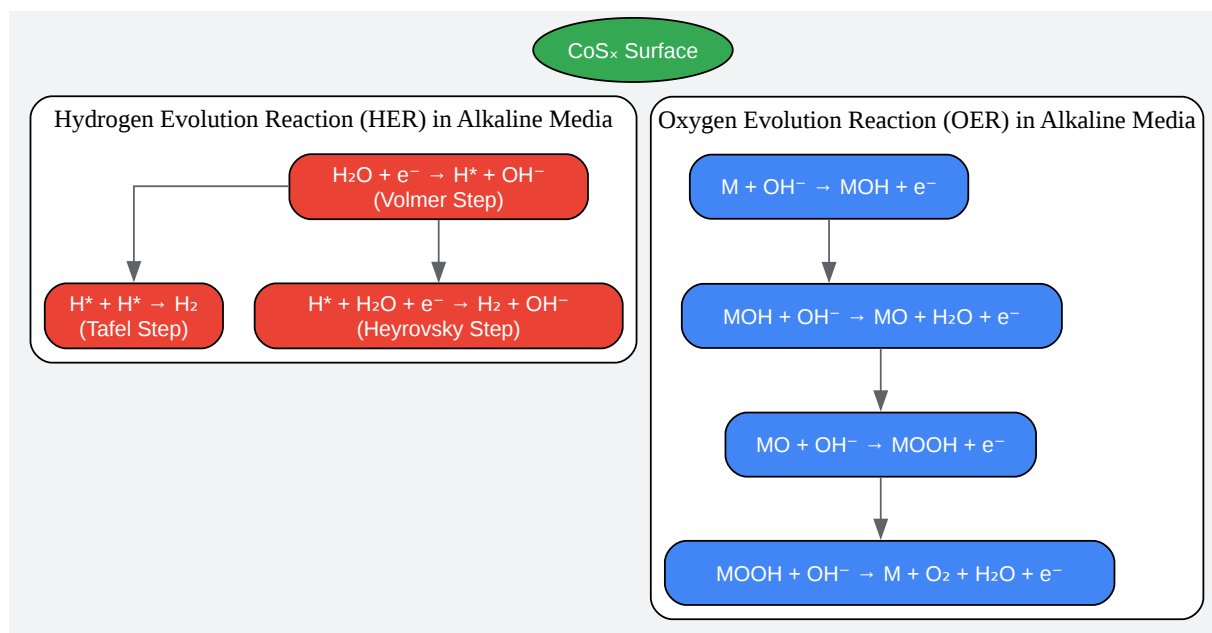 CoSₓ Surface
Hydrogen Evolution Reaction (HER) in Alkaline Media
H₂O + e⁻ → H* + OH⁻
(Volmer Step)
H* + H* → H₂
(Tafel Step)
H* + H₂O + e⁻ → H₂ + OH⁻
(Heyrovsky Step)
Oxygen Evolution Reaction (OER) in Alkaline Media
M + OH⁻ → MOH + e⁻
MOH + OH⁻ → MO + H₂O + e⁻
MO + OH⁻ → MOOH + e⁻
MOOH + OH⁻ → M + O₂ + H₂O + e⁻